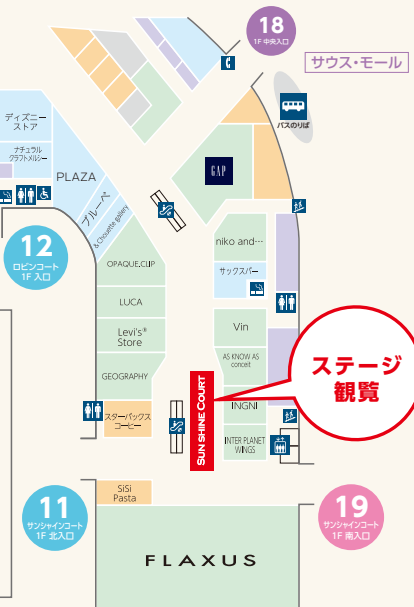 18
1F 中央入口
サウス・モール
バスのりば
ディズニー
ストア
ナチュラル
クラフトメルシー
PLAZA
ブルーベ
& Chouette gallery
GAP
12
ロビンコート
1F 入口
niko and…
サックスバー
OPAQUE.CLIP
LUCA
Levi's®
Store
GEOGRAPHY
スターバックス
コーヒー
Vin
AS KNOW AS
conceit
INGNI
INTER PLANET
WINGS
SUNSHINE COURT
ステージ
観覧
SiSi
Pasta
11
サンシャインコート
1F 北入口
19
サンシャインコート
1F 南入口
FLAXUS